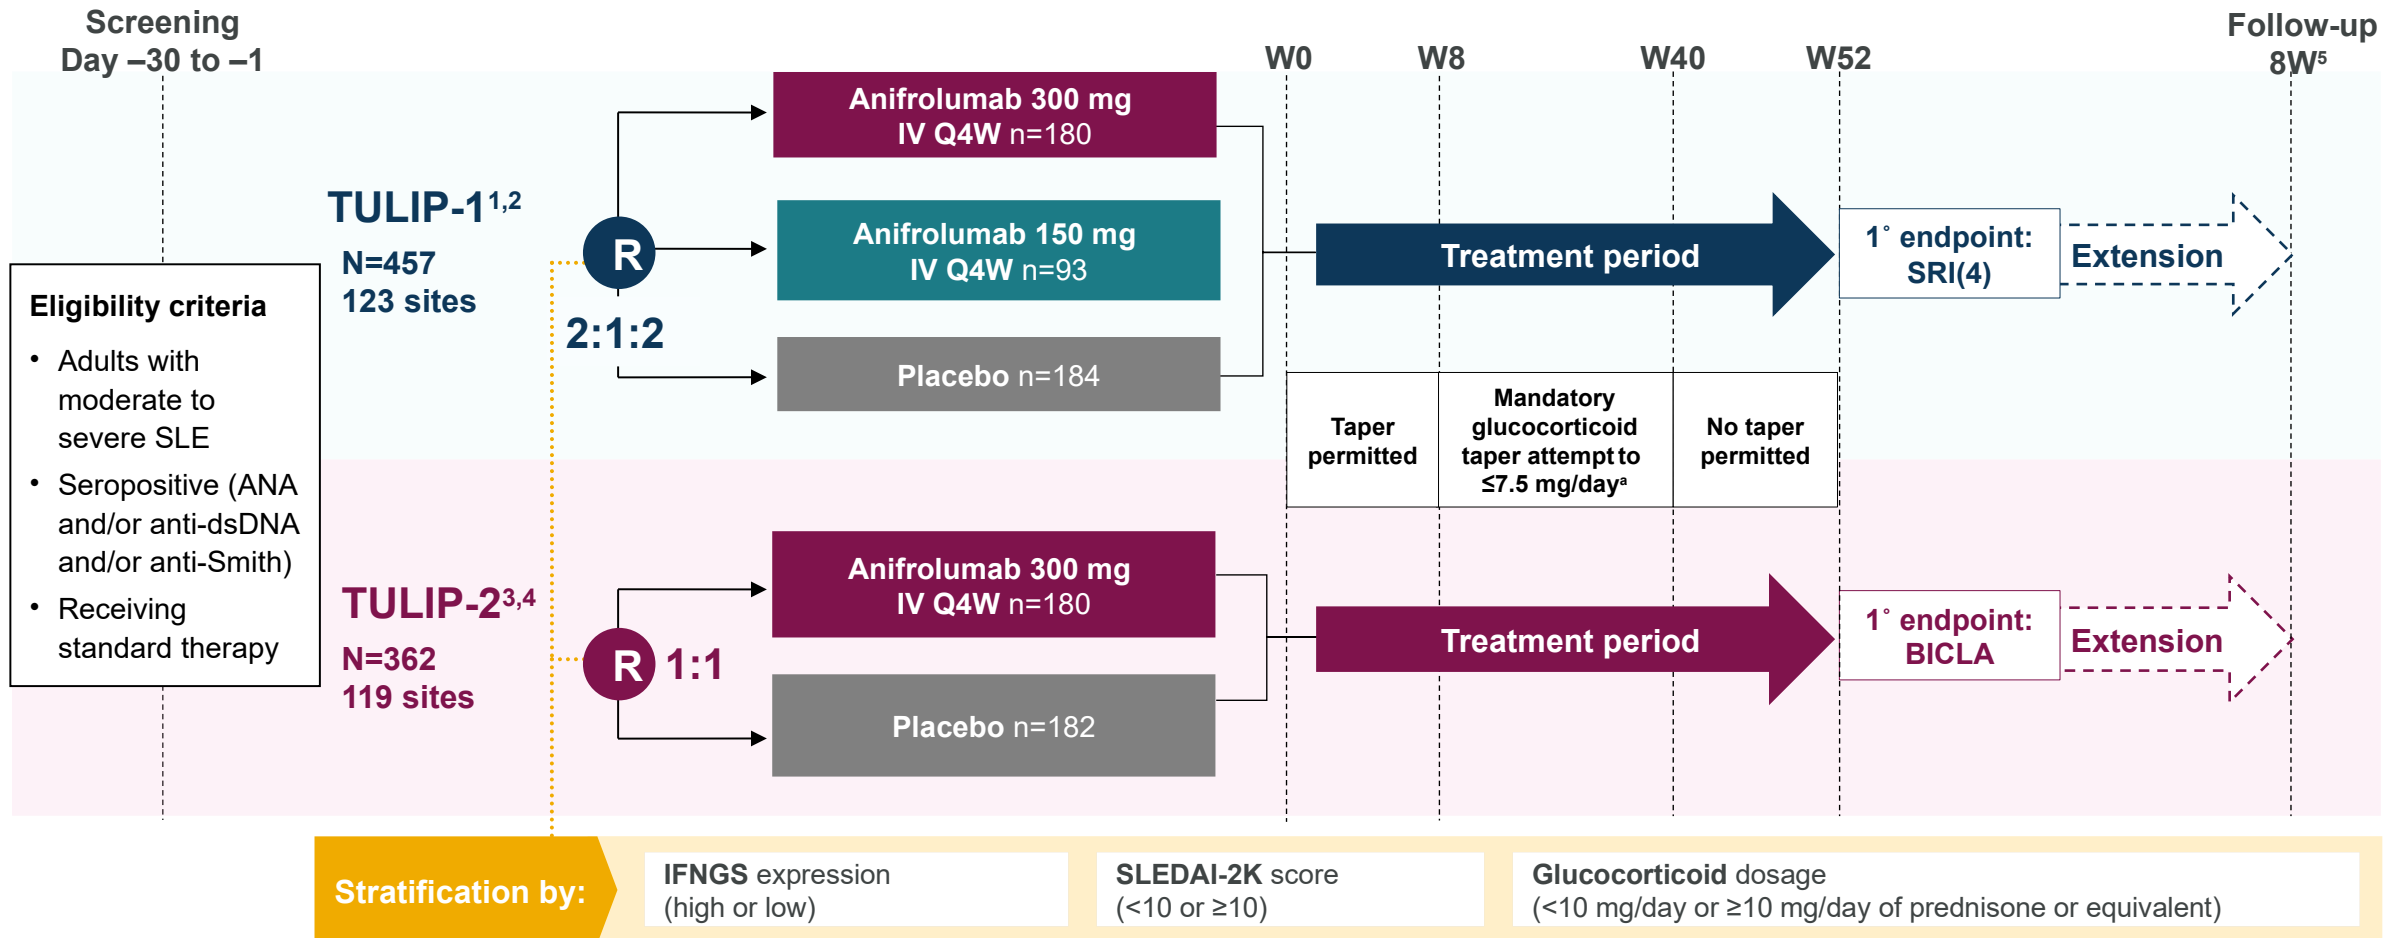 Screening
Day –30 to –1
W0
W8
W40
W52
Follow-up
8W⁵
Eligibility criteria
• Adults with
moderate to
severe SLE
• Seropositive (ANA
and/or anti-dsDNA
and/or anti-Smith)
• Receiving
standard therapy
TULIP-1¹,²
N=457
123 sites
R
2:1:2
Anifrolumab 300 mg
IV Q4W n=180
Anifrolumab 150 mg
IV Q4W n=93
Placebo n=184
Treatment period
1˚ endpoint:
SRI(4)
Extension
Taper
permitted
Mandatory
glucocorticoid
taper attempt to
≤7.5 mg/dayᵃ
No taper
permitted
TULIP-2³,⁴
N=362
119 sites
R
1:1
Anifrolumab 300 mg
IV Q4W n=180
Placebo n=182
Treatment period
1˚ endpoint:
BICLA
Extension
Stratification by:
IFNGS expression
(high or low)
SLEDAI-2K score
(<10 or ≥10)
Glucocorticoid dosage
(<10 mg/day or ≥10 mg/day of prednisone or equivalent)